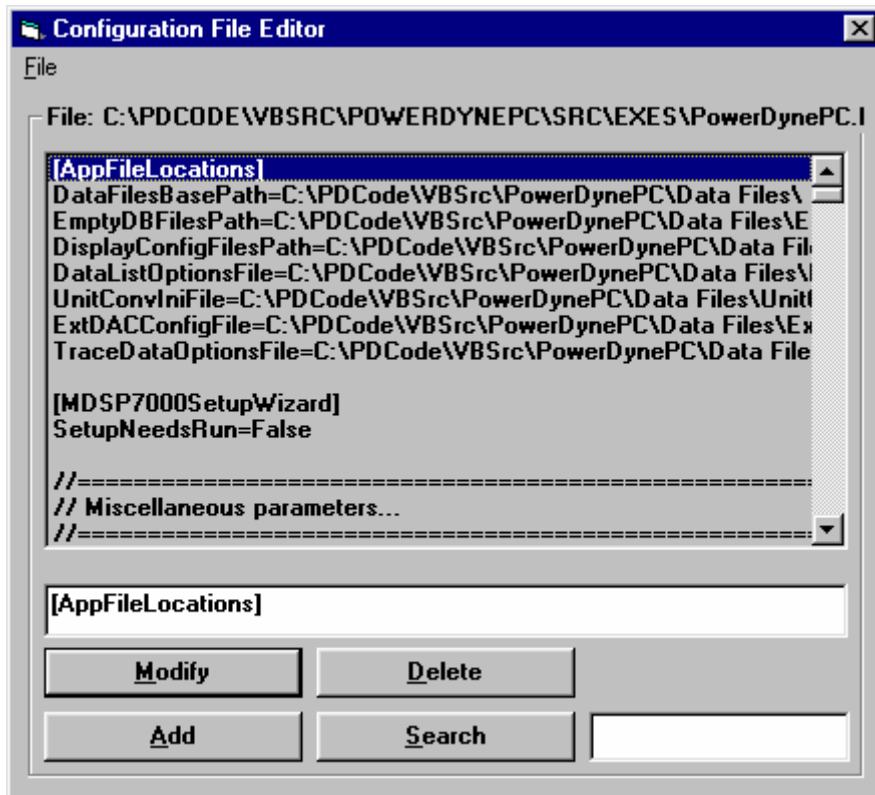 Configuration File Editor
File
File: C:\PDCODE\VBSRC\POWERDYNEPC\SRC\EXES\PowerDynePC.I
[AppFileLocations]
DataFilesBasePath=C:\PDCode\VBSrc\PowerDynePC\Data Files\
EmptyDBFilesPath=C:\PDCode\VBSrc\PowerDynePC\Data Files\E
DisplayConfigFilesPath=C:\PDCode\VBSrc\PowerDynePC\Data File
DataListOptionsFile=C:\PDCode\VBSrc\PowerDynePC\Data Files\
UnitConvIniFile=C:\PDCode\VBSrc\PowerDynePC\Data Files\Unit
ExtDACConfigFile=C:\PDCode\VBSrc\PowerDynePC\Data Files\Ex
TraceDataOptionsFile=C:\PDCode\VBSrc\PowerDynePC\Data File
[MDSP7000SetupWizard]
SetupNeedsRun=False
//=====================================================
// Miscellaneous parameters...
//=====================================================
[AppFileLocations]
Modify
Delete
Add
Search